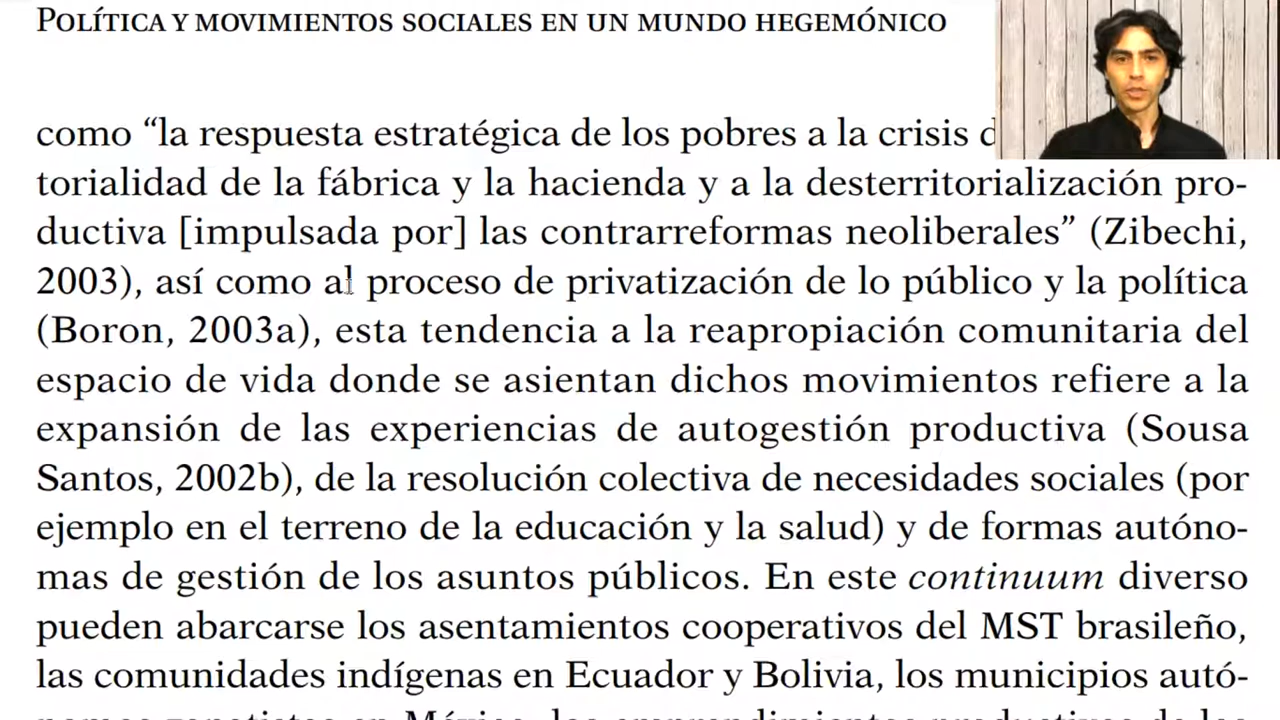 POLÍTICA Y MOVIMIENTOS SOCIALES EN UN MUNDO HEGEMÓNICO
como “la respuesta estratégica de los pobres a la crisis
torialidad de la fábrica y la hacienda y a la desterritorialización pro-
ductiva [impulsada por] las contrarreformas neoliberales” (Zibechi,
2003), así como al proceso de privatización de lo público y la política
(Boron, 2003a), esta tendencia a la reapropiación comunitaria del
espacio de vida donde se asientan dichos movimientos refiere a la
expansión de las experiencias de autogestión productiva (Sousa
Santos, 2002b), de la resolución colectiva de necesidades sociales (por
ejemplo en el terreno de la educación y la salud) y de formas autóno-
mas de gestión de los asuntos públicos. En este continuum diverso
pueden abarcarse los asentamientos cooperativos del MST brasileño,
las comunidades indígenas en Ecuador y Bolivia, los municipios autó-